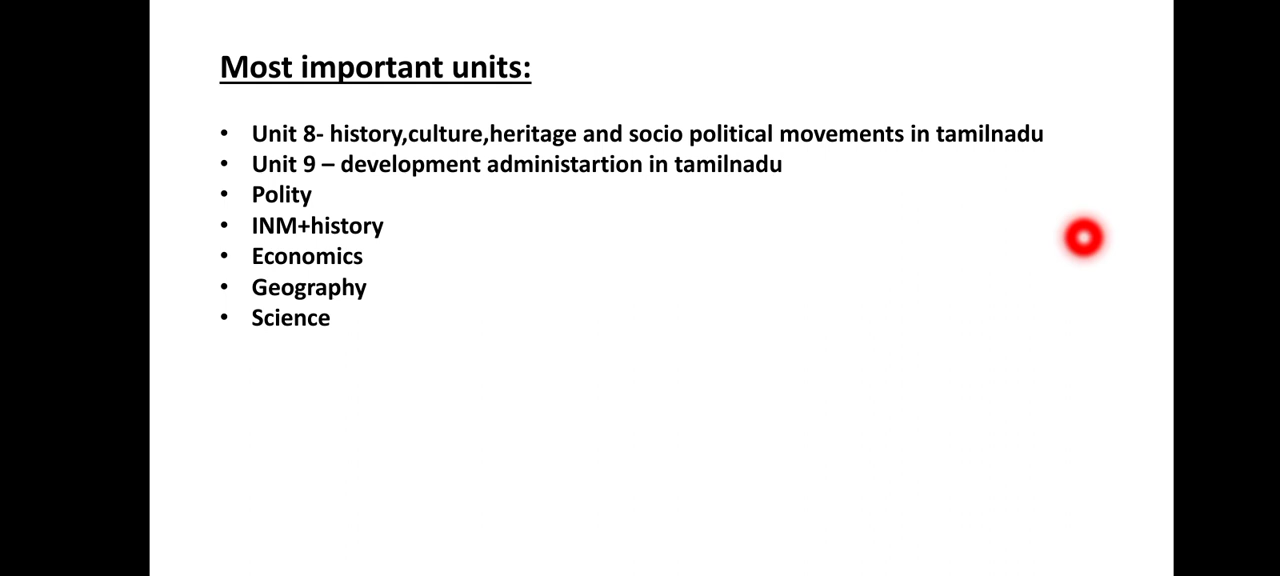 Most important units:
• Unit 8- history,culture,heritage and socio political movements in tamilnadu
• Unit 9 – development administartion in tamilnadu
• Polity
• INM+history
• Economics
• Geography
• Science